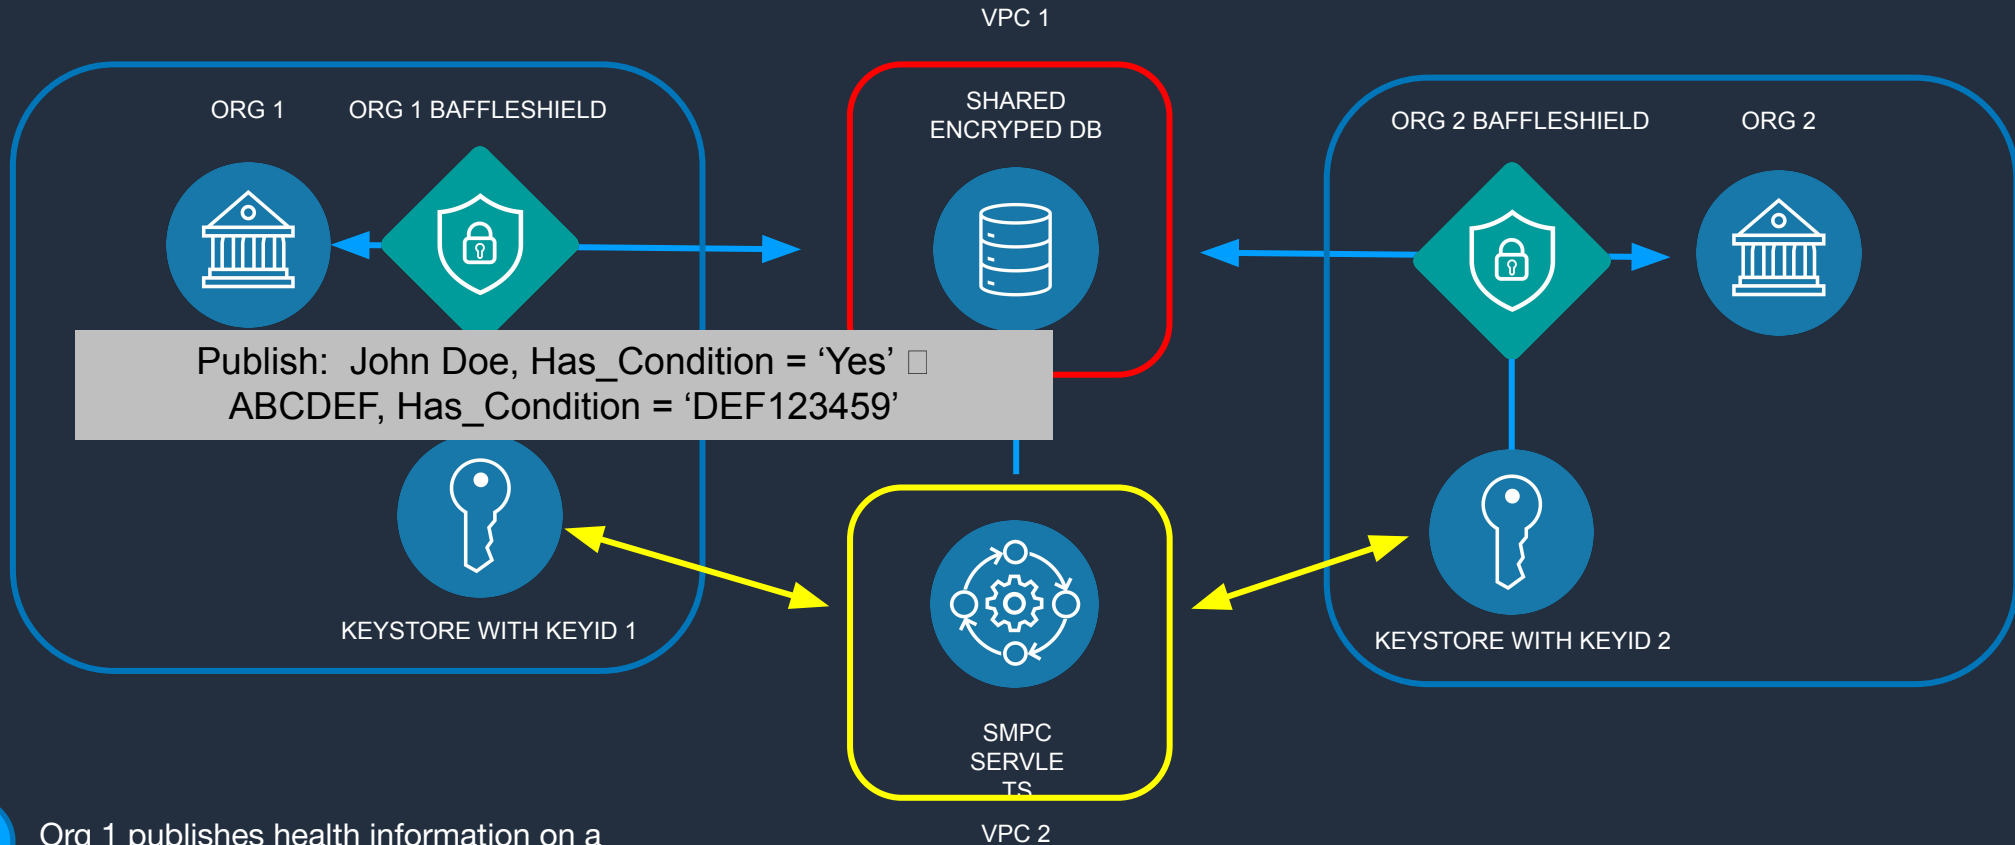 VPC 1
ORG 1
ORG 1 BAFFLESHIELD
SHARED
ENCRYPED DB
ORG 2 BAFFLESHIELD
ORG 2
Publish:  John Doe, Has_Condition = ‘Yes’ □
ABCDEF, Has_Condition = ‘DEF123459’
KEYSTORE WITH KEYID 1
KEYSTORE WITH KEYID 2
SMPC
SERVLE
TS
VPC 2
Org 1 publishes health information on a